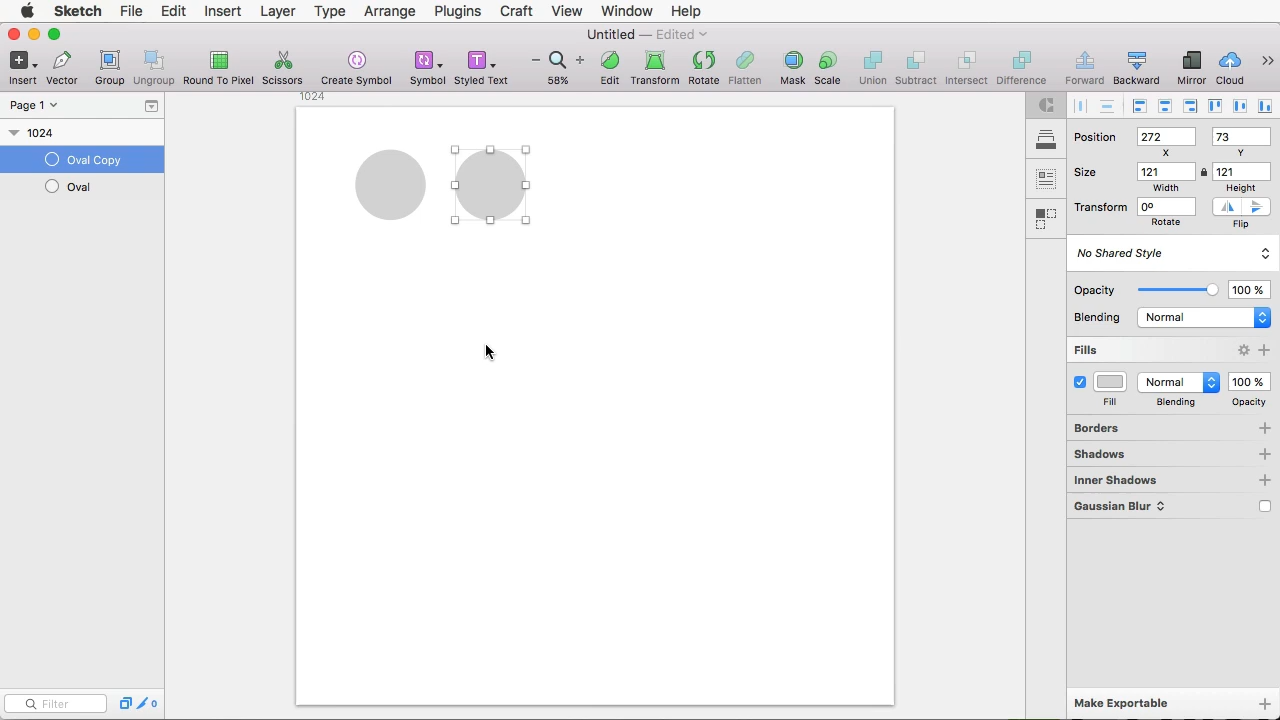 Sketch File Edit Insert Layer Type Arrange Plugins Craft View Window Help
Untitled — Edited
Insert Vector Group Ungroup Round To Pixel Scissors Create Symbol Symbol Styled Text 58% Edit Transform Rotate Flatten Mask Scale Union Subtract Intersect Difference Forward Backward Mirror Cloud
Page 1
1024
1024
Oval Copy
Oval
Filter
0
Position 272 73
X Y
Size 121 121
Width Height
Transform 0º
Rotate Flip
No Shared Style
Opacity 100 %
Blending Normal
Fills
Normal 100 %
Fill Blending Opacity
Borders
Shadows
Inner Shadows
Gaussian Blur
Make Exportable